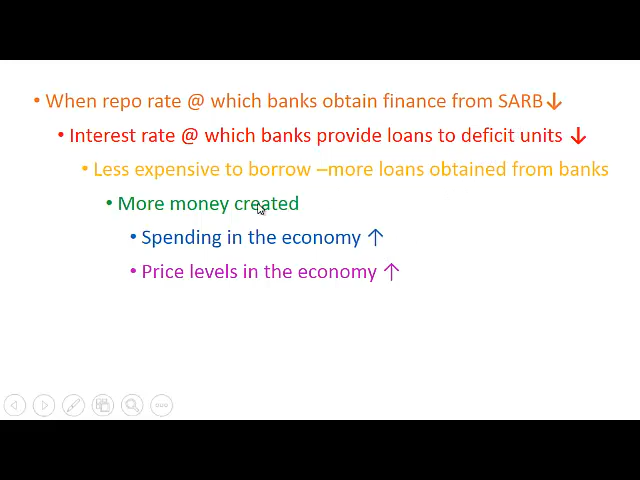 • When repo rate @ which banks obtain finance from SARB↓
• Interest rate @ which banks provide loans to deficit units ↓
• Less expensive to borrow –more loans obtained from banks
• More money created
• Spending in the economy ↑
• Price levels in the economy ↑